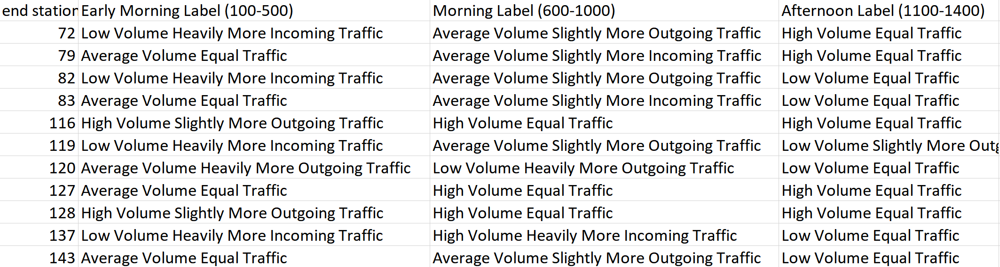 end station Early Morning Label (100-500) Morning Label (600-1000) Afternoon Label (1100-1400)
72 Low Volume Heavily More Incoming Traffic Average Volume Slightly More Outgoing Traffic High Volume Equal Traffic
79 Average Volume Equal Traffic Average Volume Slightly More Incoming Traffic High Volume Equal Traffic
82 Low Volume Heavily More Incoming Traffic Average Volume Slightly More Outgoing Traffic Low Volume Equal Traffic
83 Average Volume Equal Traffic Average Volume Slightly More Incoming Traffic Low Volume Equal Traffic
116 High Volume Slightly More Outgoing Traffic High Volume Equal Traffic High Volume Equal Traffic
119 Low Volume Heavily More Incoming Traffic Average Volume Slightly More Outgoing Traffic Low Volume Slightly More
120 Average Volume Heavily More Outgoing Traffic Low Volume Heavily More Outgoing Traffic Low Volume Equal Traffic
127 Average Volume Equal Traffic High Volume Equal Traffic High Volume Equal Traffic
128 High Volume Slightly More Outgoing Traffic High Volume Equal Traffic High Volume Equal Traffic
137 Low Volume Heavily More Incoming Traffic High Volume Heavily More Incoming Traffic Low Volume Equal Traffic
143 Average Volume Equal Traffic Average Volume Slightly More Outgoing Traffic Low Volume Equal Traffic